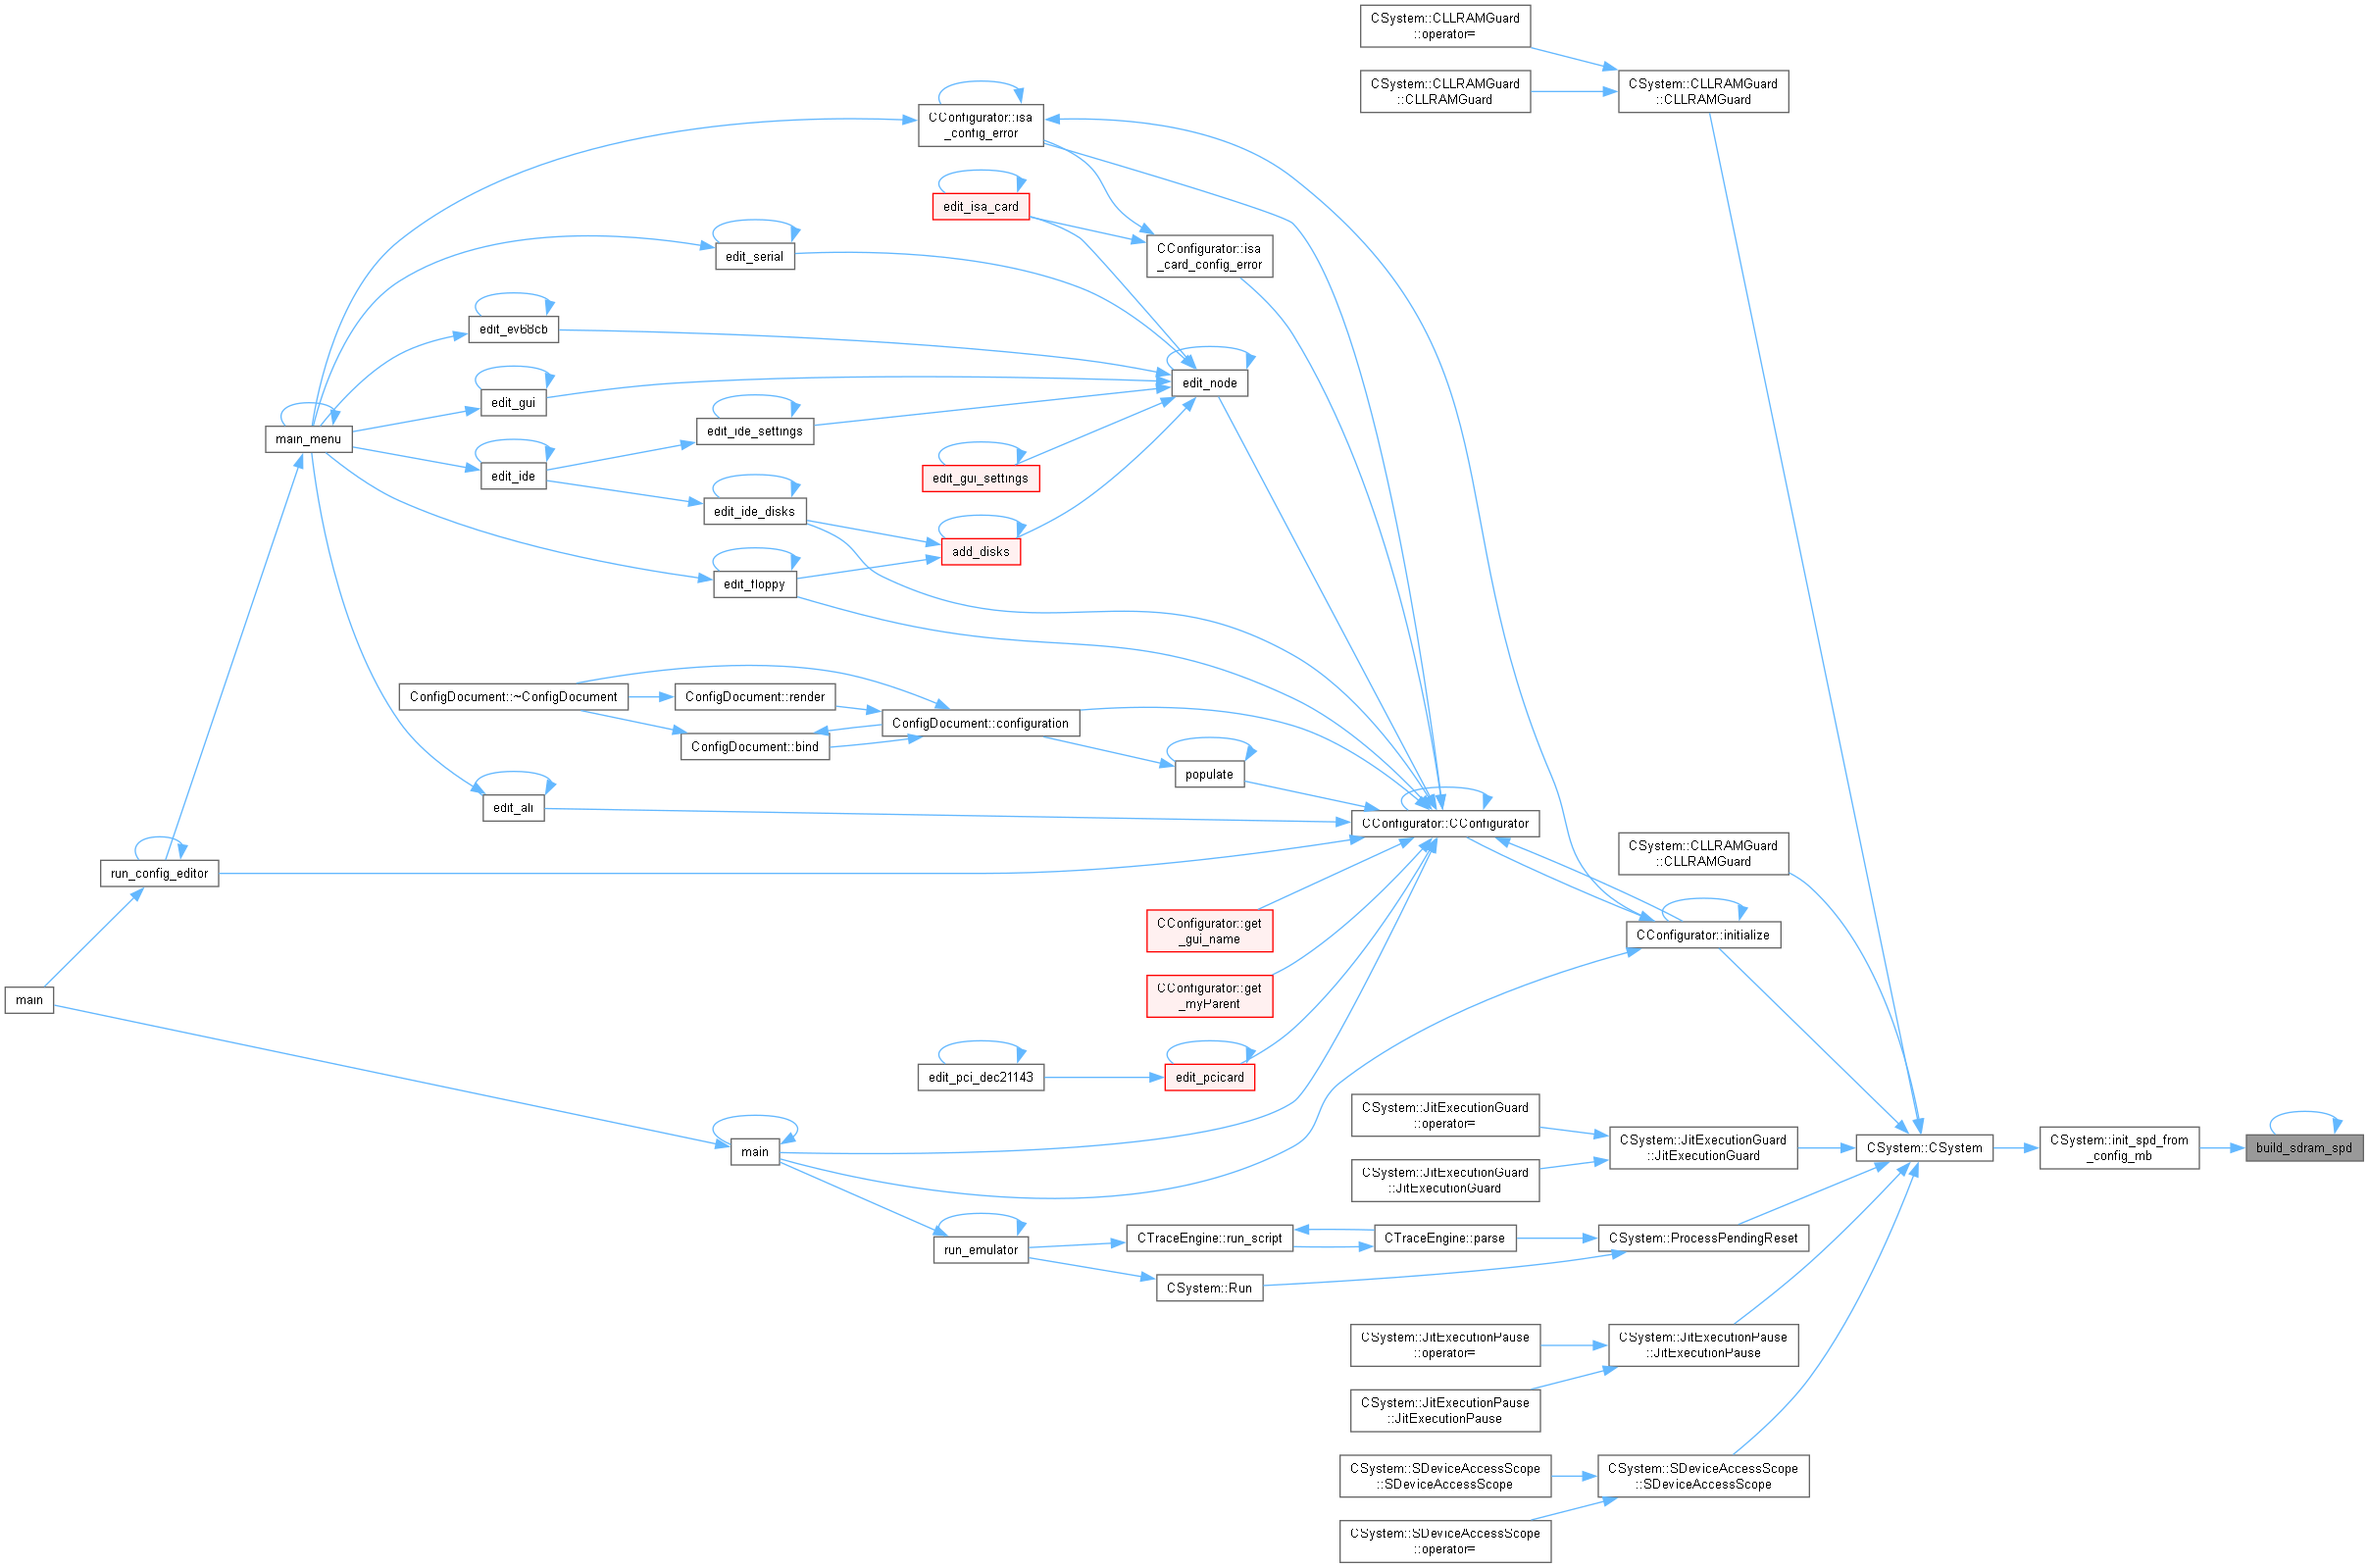 CSystem::CLLRAMGuard
::operator=
CSystem::CLLRAMGuard
::CLLRAMGuard
CSystem::CLLRAMGuard
::CLLRAMGuard
CConfigurator::isa
_config_error
edit_isa_card
CConfigurator::isa
_card_config_error
edit_serial
edit_ev68cb
edit_node
edit_gui
edit_ide_settings
main_menu
edit_ide
edit_gui_settings
edit_ide_disks
add_disks
edit_floppy
ConfigDocument::~ConfigDocument
ConfigDocument::render
ConfigDocument::configuration
ConfigDocument::bind
populate
edit_ali
CConfigurator::CConfigurator
CSystem::CLLRAMGuard
::CLLRAMGuard
run_config_editor
CConfigurator::get
_gui_name
CConfigurator::initialize
main
CConfigurator::get
_myParent
edit_pci_dec21143
edit_pcicard
CSystem::JitExecutionGuard
::operator=
CSystem::JitExecutionGuard
::JitExecutionGuard
CSystem::JitExecutionGuard
::JitExecutionGuard
CSystem::CSystem
CSystem::init_spd_from
_config_mb
build_sdram_spd
main
run_emulator
CTraceEngine::run_script
CTraceEngine::parse
CSystem::ProcessPendingReset
CSystem::Run
CSystem::JitExecutionPause
::operator=
CSystem::JitExecutionPause
::JitExecutionPause
CSystem::JitExecutionPause
::JitExecutionPause
CSystem::SDeviceAccessScope
::SDeviceAccessScope
CSystem::SDeviceAccessScope
::SDeviceAccessScope
CSystem::SDeviceAccessScope
::operator=